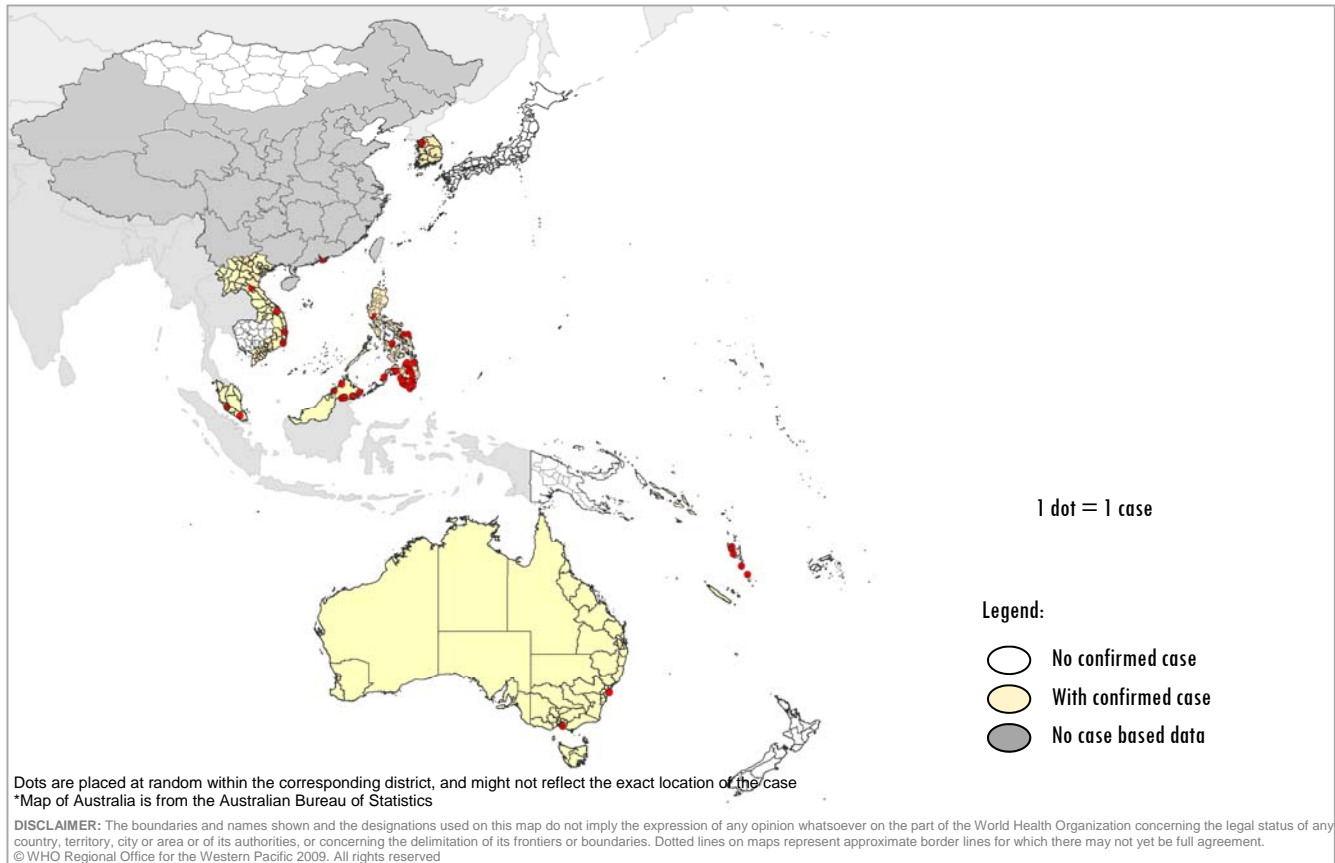 1 dot = 1 case
Legend:
No confirmed case
With confirmed case
No case based data
Dots are placed at random within the corresponding district, and might not reflect the exact location of the case
*Map of Australia is from the Australian Bureau of Statistics
DISCLAIMER: The boundaries and names shown and the designations used on this map do not imply the expression of any opinion whatsoever on the part of the World Health Organization concerning the legal status of any
country, territory, city or area or of its authorities, or concerning the delimitation of its frontiers or boundaries. Dotted lines on maps represent approximate border lines for which there may not yet be full agreement.
© WHO Regional Office for the Western Pacific 2009. All rights reserved